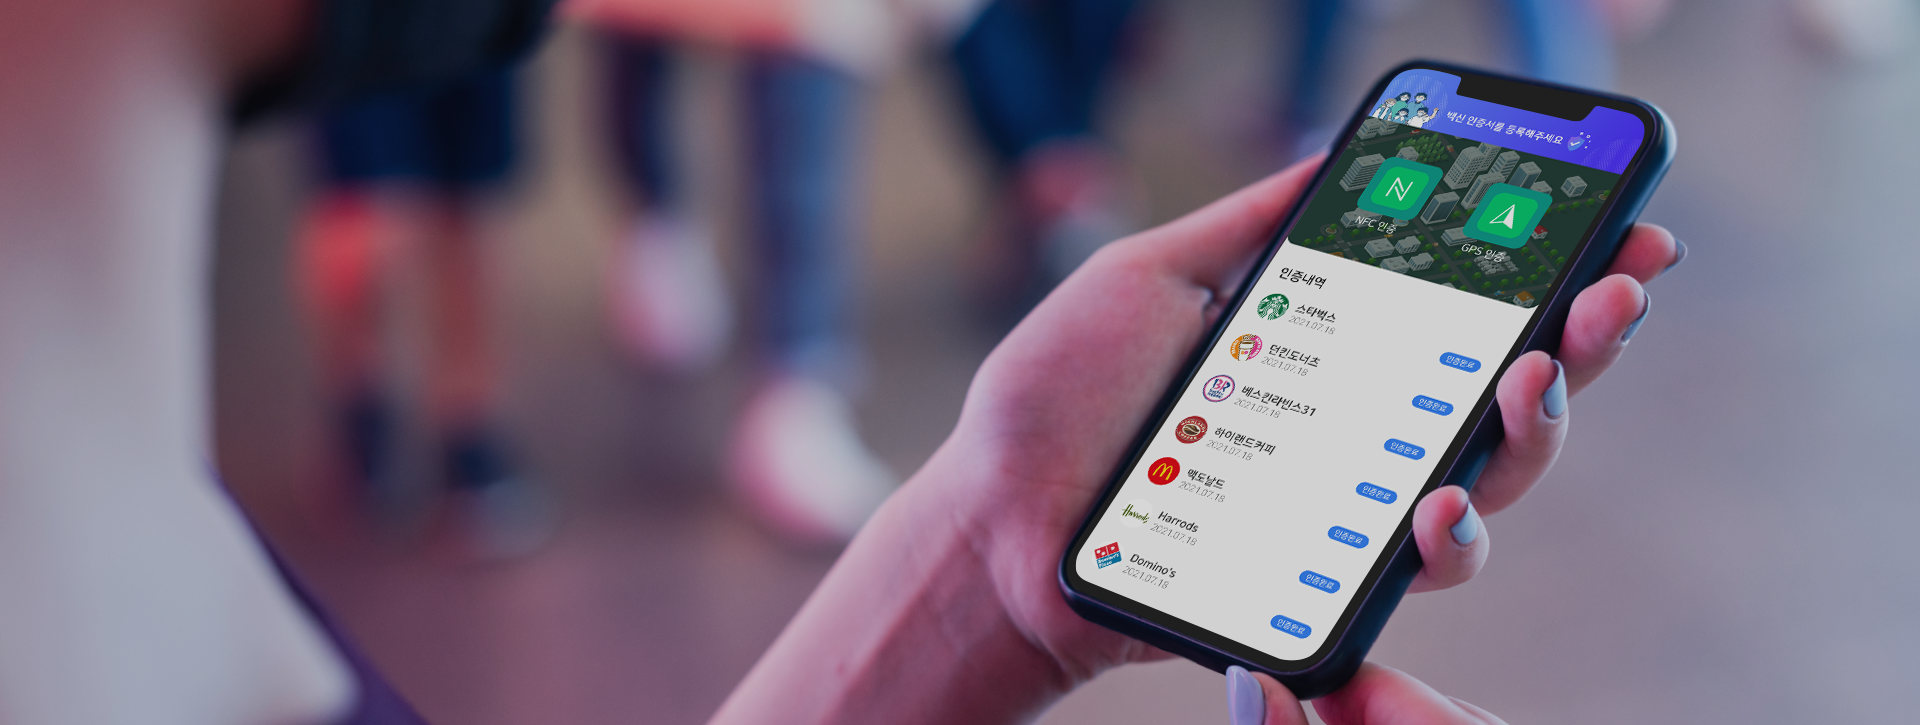 백신 인증서를 등록해주세요
NFC 인증
GPS 인증
인증내역
스타벅스
2021.07.18
인증완료
던킨도너츠
2021.07.18
인증완료
베스킨라빈스31
2021.07.18
인증완료
하이랜드커피
2021.07.18
인증완료
맥도날드
2021.07.18
인증완료
Harrods
Harrods
2021.07.18
인증완료
Domino's
Pizza
Domino's
2021.07.18
인증완료